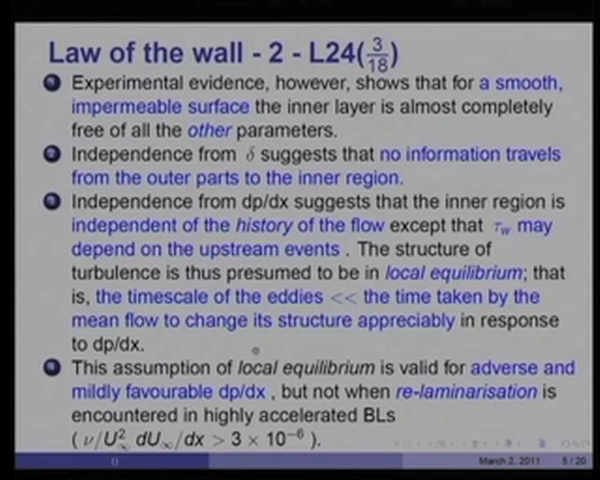 Law of the wall - 2 - L24(3/18)
1 Experimental evidence, however, shows that for a smooth,
impermeable surface the inner layer is almost completely
free of all the other parameters.
2 Independence from δ suggests that no information travels
from the outer parts to the inner region.
3 Independence from dp/dx suggests that the inner region is
independent of the history of the flow except that τw may
depend on the upstream events . The structure of
turbulence is thus presumed to be in local equilibrium; that
is, the timescale of the eddies << the time taken by the
mean flow to change its structure appreciably in response
to dp/dx.
4 This assumption of local equilibrium is valid for adverse and
mildly favourable dp/dx , but not when re-laminarisation is
encountered in highly accelerated BLs
( ν/U²∞ dU∞/dx > 3 × 10⁻⁶ ).
() March 2, 2011 5 / 20